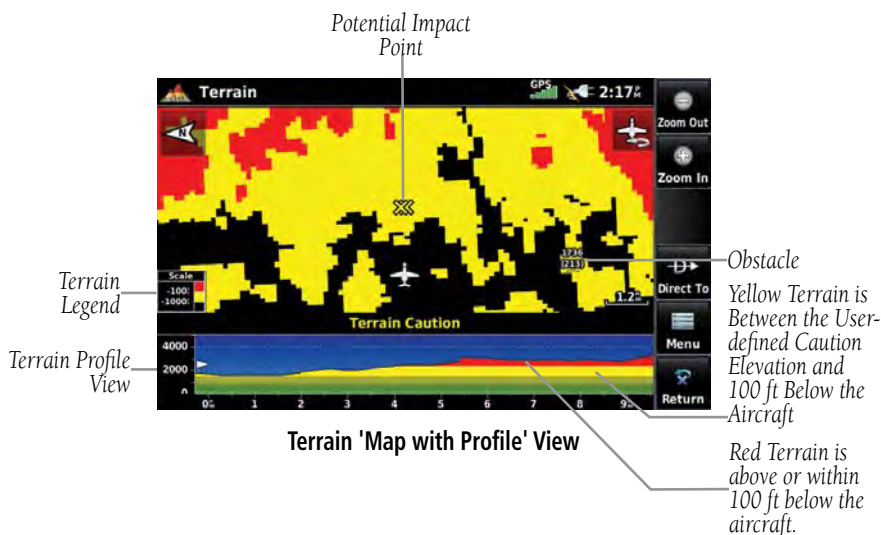 Potential Impact
Point
Terrain
GPS
2:17 P M
Zoom Out
Zoom In
N
1736
(213)
Obstacle
Terrain
Legend
Scale
-100
-1000
Direct To
1.2
Yellow Terrain is
Between the User-
defined Caution
Elevation and
100 ft Below the
Aircraft
Terrain Caution
Menu
Terrain Profile
View
4000
2000
0
0 1 2 3 4 5 6 7 8 9
Return
Terrain 'Map with Profile' View
Red Terrain is
above or within
100 ft below the
aircraft.